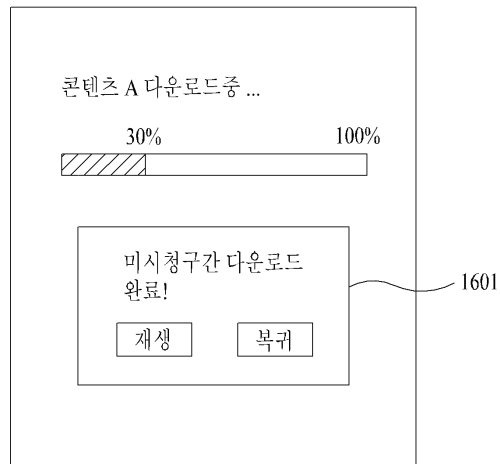 콘텐츠 A 다운로드중 ...
30% 100%
미시청구간 다운로드
완료!
1601
재생 복귀